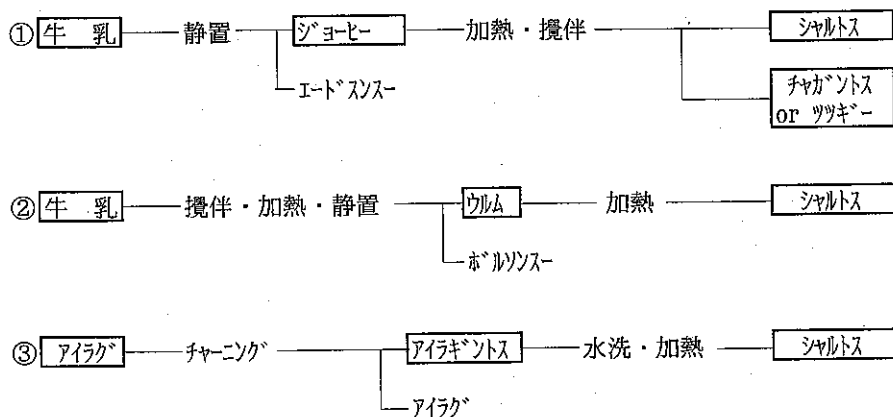 ① 牛 乳 静置 ジョーヒー 加熱・攪伴 シャルトス
エードスンスー
チャガントス
or ツツギー
② 牛 乳 攪伴・加熱・静置 ウルム 加熱 シャルトス
ボルソンスー
③ アイラグ チャーニング アイラギントス 水洗・加熱 シャルトス
アイラグ